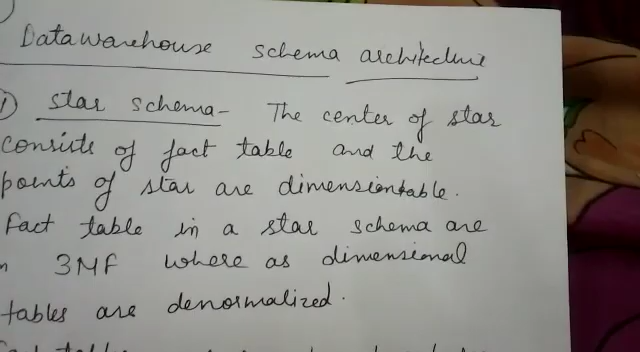 Datawarehouse schema architecture
1) Star schema - The center of star
consists of fact table and the
points of star are dimensiontable.
Fact table in a star schema are
n 3NF where as dimensional
tables are denormalized.